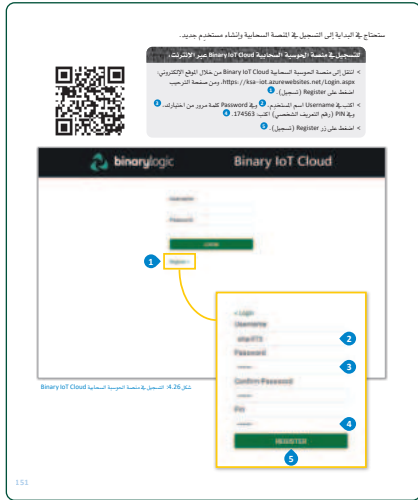 ستحتاج في البداية إلى التسجيل في المنصة السحابية وإنشاء مستخدم جديد.
للتسجيل في منصة الحوسبة السحابية Binary IoT Cloud عبر الإنترنت:
> انتقل إلى منصة الحوسبة السحابية Binary IoT Cloud من خلال الموقع الإلكتروني:
https://ksa-iot.azurewebsites.net/Login.aspx، ومن صفحة الترحيب
اضغط على Register (تسجيل). 1
> اكتب في Username اسم المستخدم، 2 وفي Password كلمة مرور من اختيارك، 3
وفي PIN (رقم التعريف الشخصي) اكتب: 174563. 4
> اضغط على زر Register (تسجيل). 5
binarylogic
Binary IoT Cloud
Username
Password
LOGIN
Register
1
< Login
Username
2
Password
3
Confirm Password
PIN
4
REGISTER
5
شكل 4.26: التسجيل في منصة الحوسبة السحابية Binary IoT Cloud
151